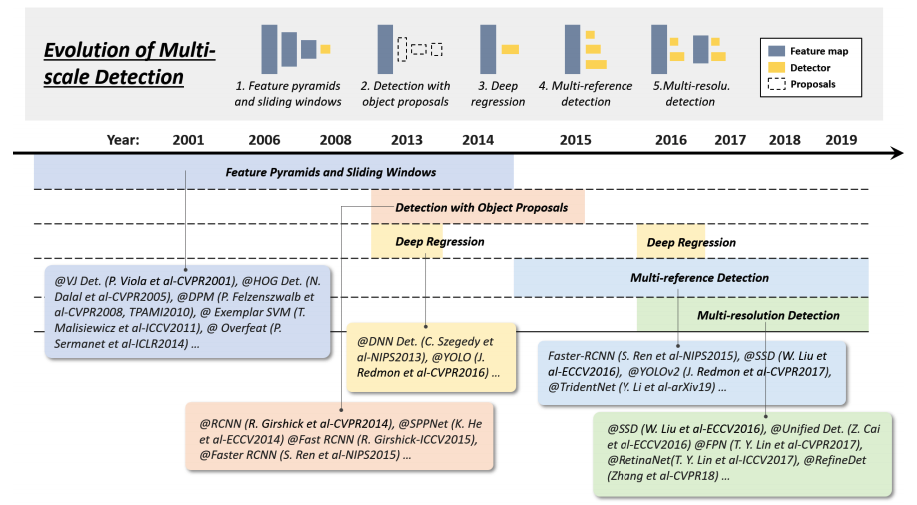 Evolution of Multi-
scale Detection
1. Feature pyramids
and sliding windows
2. Detection with
object proposals
3. Deep
regression
4. Multi-reference
detection
5.Multi-resolu.
detection
Feature map
Detector
Proposals
Year: 2001 2006 2008 2013 2014 2015 2016 2017 2018 2019
Feature Pyramids and Sliding Windows
Detection with Object Proposals
Deep Regression
Deep Regression
Multi-reference Detection
Multi-resolution Detection
@VJ Det. (P. Viola et al-CVPR2001), @HOG Det. (N.
Dalal et al-CVPR2005), @DPM (P. Felzenszwalb et
al-CVPR2008, TPAMI2010), @ Exemplar SVM (T.
Malisiewicz et al-ICCV2011), @ Overfeat (P.
Sermanet et al-ICLR2014) ...
@DNN Det. (C. Szegedy et
al-NIPS2013), @YOLO (J.
Redmon et al-CVPR2016) ...
Faster-RCNN (S. Ren et al-NIPS2015), @SSD (W. Liu et
al-ECCV2016), @YOLOv2 (J. Redmon et al-CVPR2017),
@TridentNet (Y. Li et al-arXiv19) ...
@RCNN (R. Girshick et al-CVPR2014), @SPPNet (K. He
et al-ECCV2014) @Fast RCNN (R. Girshick-ICCV2015),
@Faster RCNN (S. Ren et al-NIPS2015) ...
@SSD (W. Liu et al-ECCV2016), @Unified Det. (Z. Cai
et al-ECCV2016) @FPN (T. Y. Lin et al-CVPR2017),
@RetinaNet(T. Y. Lin et al-ICCV2017), @RefineDet
(Zhang et al-CVPR18) ...